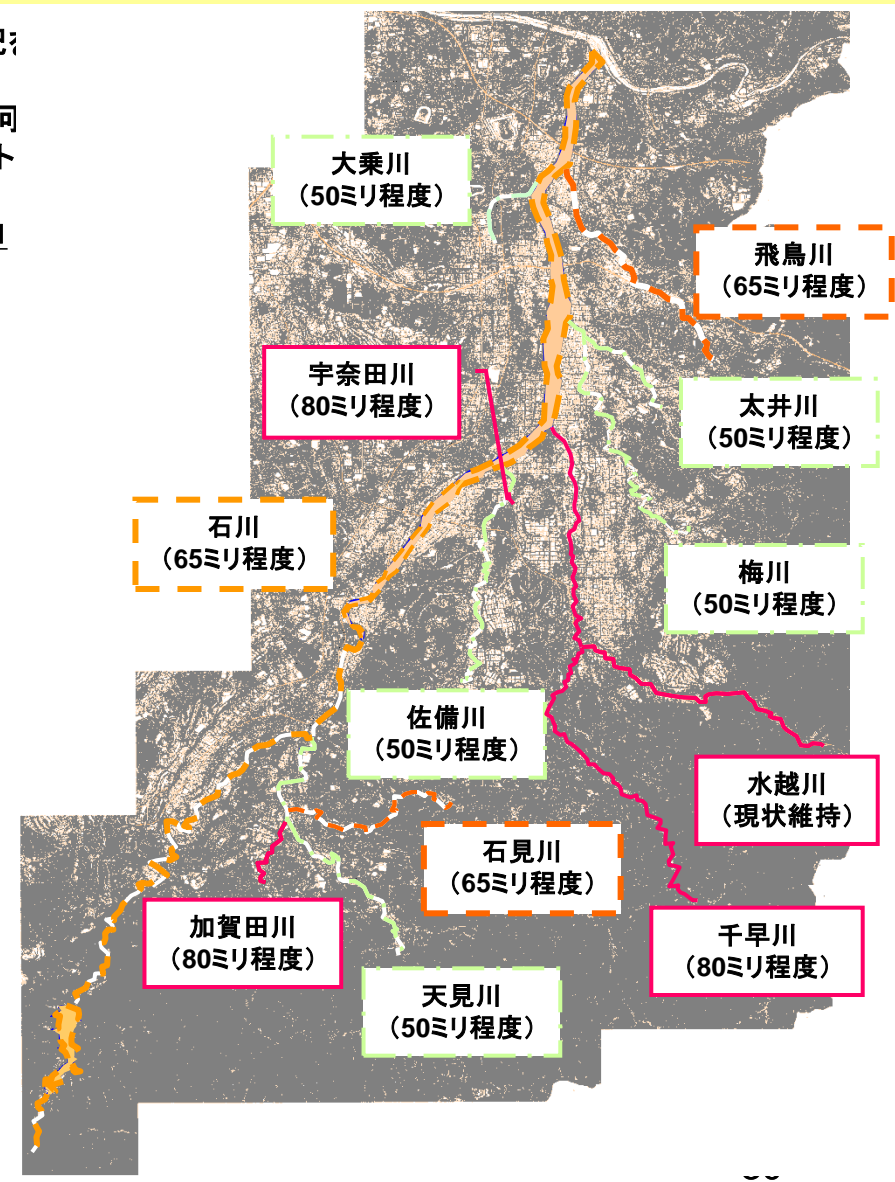 河
ト
大乗川
(50ミリ程度)
飛鳥川
(65ミリ程度)
宇奈田川
(80ミリ程度)
太井川
(50ミリ程度)
石川
(65ミリ程度)
梅川
(50ミリ程度)
佐備川
(50ミリ程度)
水越川
(現状維持)
石見川
(65ミリ程度)
加賀田川
(80ミリ程度)
千早川
(80ミリ程度)
天見川
(50ミリ程度)